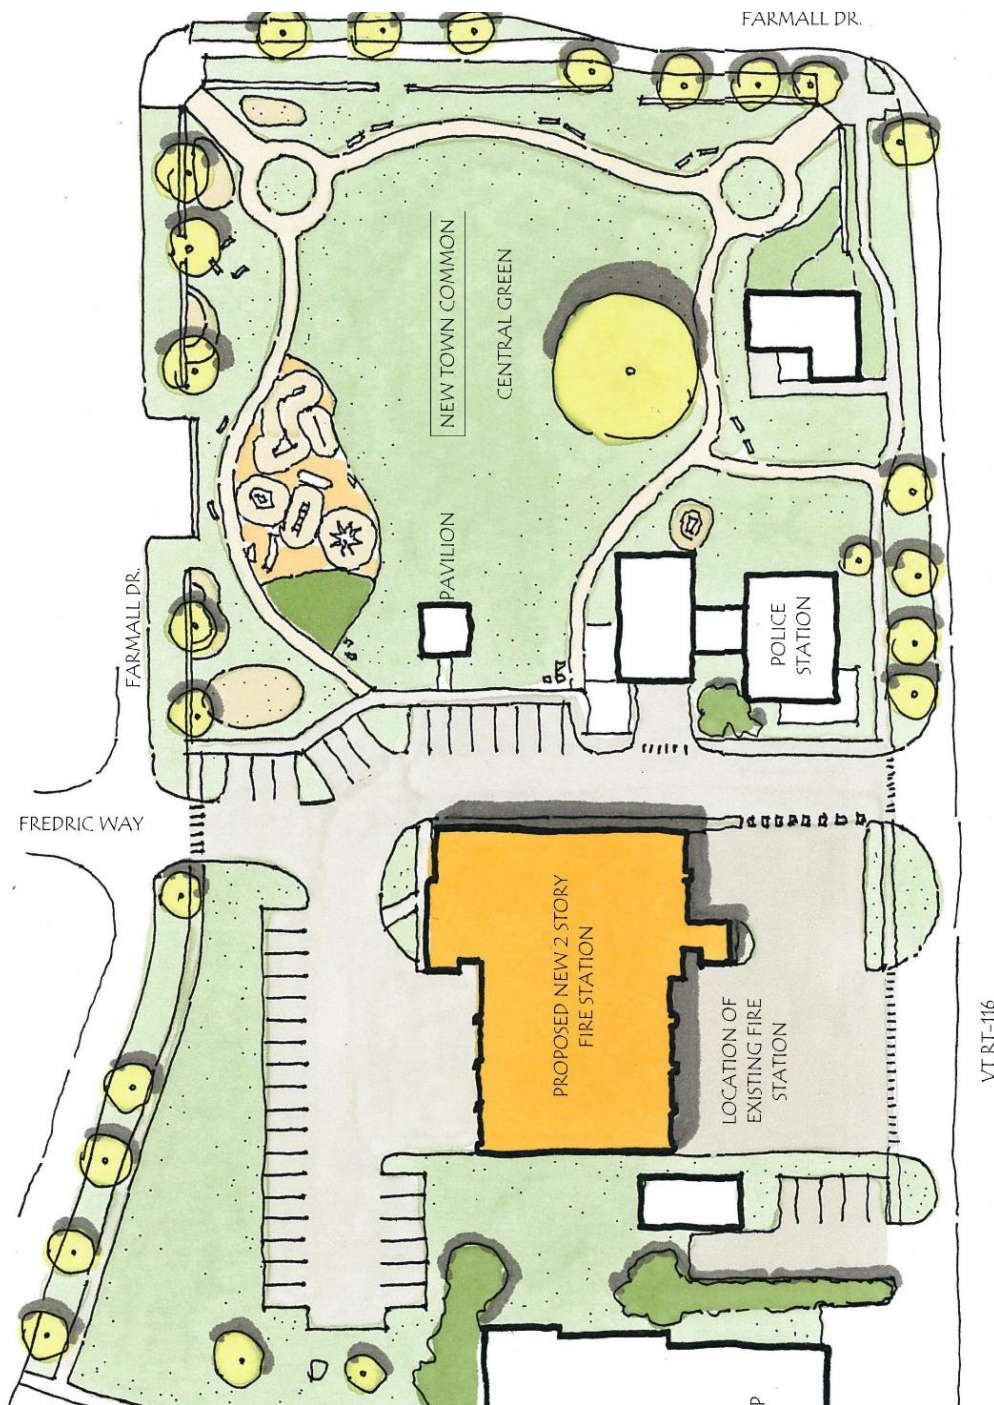 FARMALL DR.
NEW TOWN COMMON
CENTRAL GREEN
PAVILION
FARMALL DR.
POLICE
STATION
FREDRIC WAY
PROPOSED NEW 2 STORY
FIRE STATION
LOCATION OF
EXISTING FIRE
STATION
VT RT-116
P